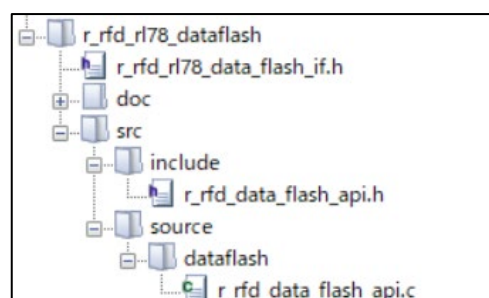 r_rfd_rl78_dataflash
r_rfd_rl78_data_flash_if.h
doc
src
include
r_rfd_data_flash_api.h
source
dataflash
r_rfd_data_flash_api.c